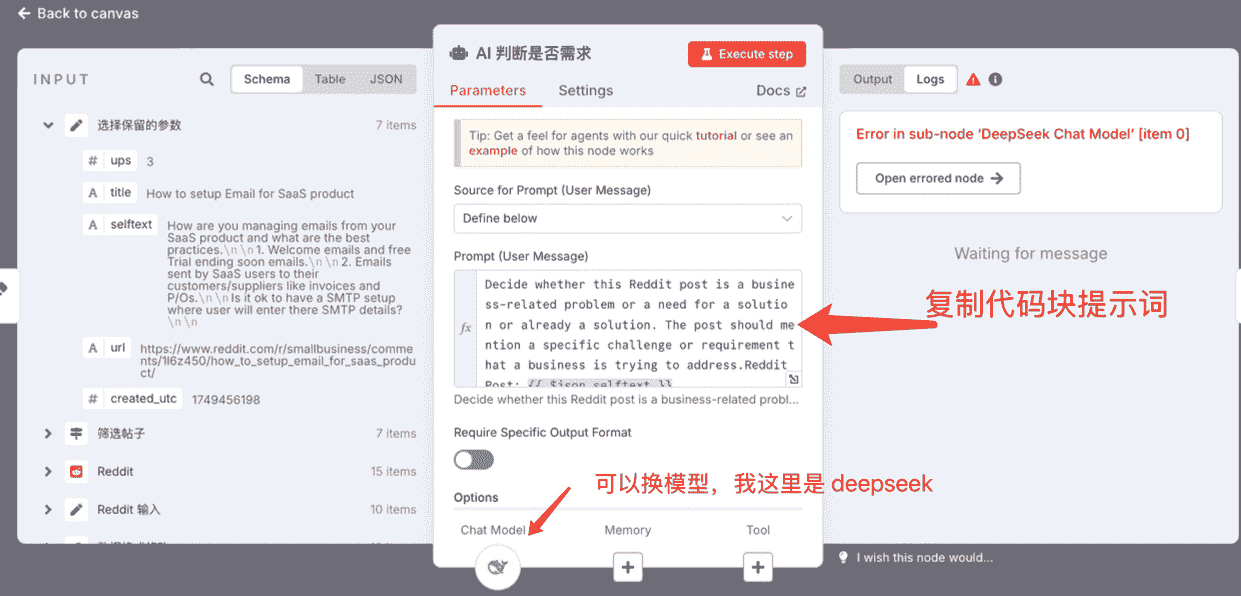 Back to canvas
INPUT
Schema
Table
JSON
选择保留的参数
7 items
# ups 3
A title How to setup Email for SaaS product
A selftext How are you managing emails from your
SaaS product and what are the best
practices.\n\n1. Welcome emails and free
Trial ending soon emails.\n\n2. Emails
sent by SaaS users to their
customers/suppliers like invoices and
P/Os.\n\nIs it ok to have a SMTP setup
where user will enter there SMTP details?
\n\n
A url https://www.reddit.com/r/smallbusiness/comme
nts/1l6z450/how_to_setup_email_for_saas_produ
ct/
# created_utc 1749456198
筛选帖子
7 items
Reddit
15 items
Reddit 输入
10 items
AI 判断是否需求
Execute step
Parameters
Settings
Docs
Tip: Get a feel for agents with our quick tutorial or see an
example of how this node works
Source for Prompt (User Message)
Define below
Prompt (User Message)
fx
Decide whether this Reddit post is a busine
ss-related problem or a need for a solutio
n or already a solution. The post should me
ntion a specific challenge or requirement t
hat a business is trying to address.Reddit
Post: {{ $json.selftext }}
Decide whether this Reddit post is a business-related probl...
Require Specific Output Format
Options
Chat Model
Memory
Tool
复制代码块提示词
可以换模型，我这里是 deepseek
Output
Logs
Error in sub-node ‘DeepSeek Chat Model’ [item 0]
Open errored node
Waiting for message
I wish this node would...